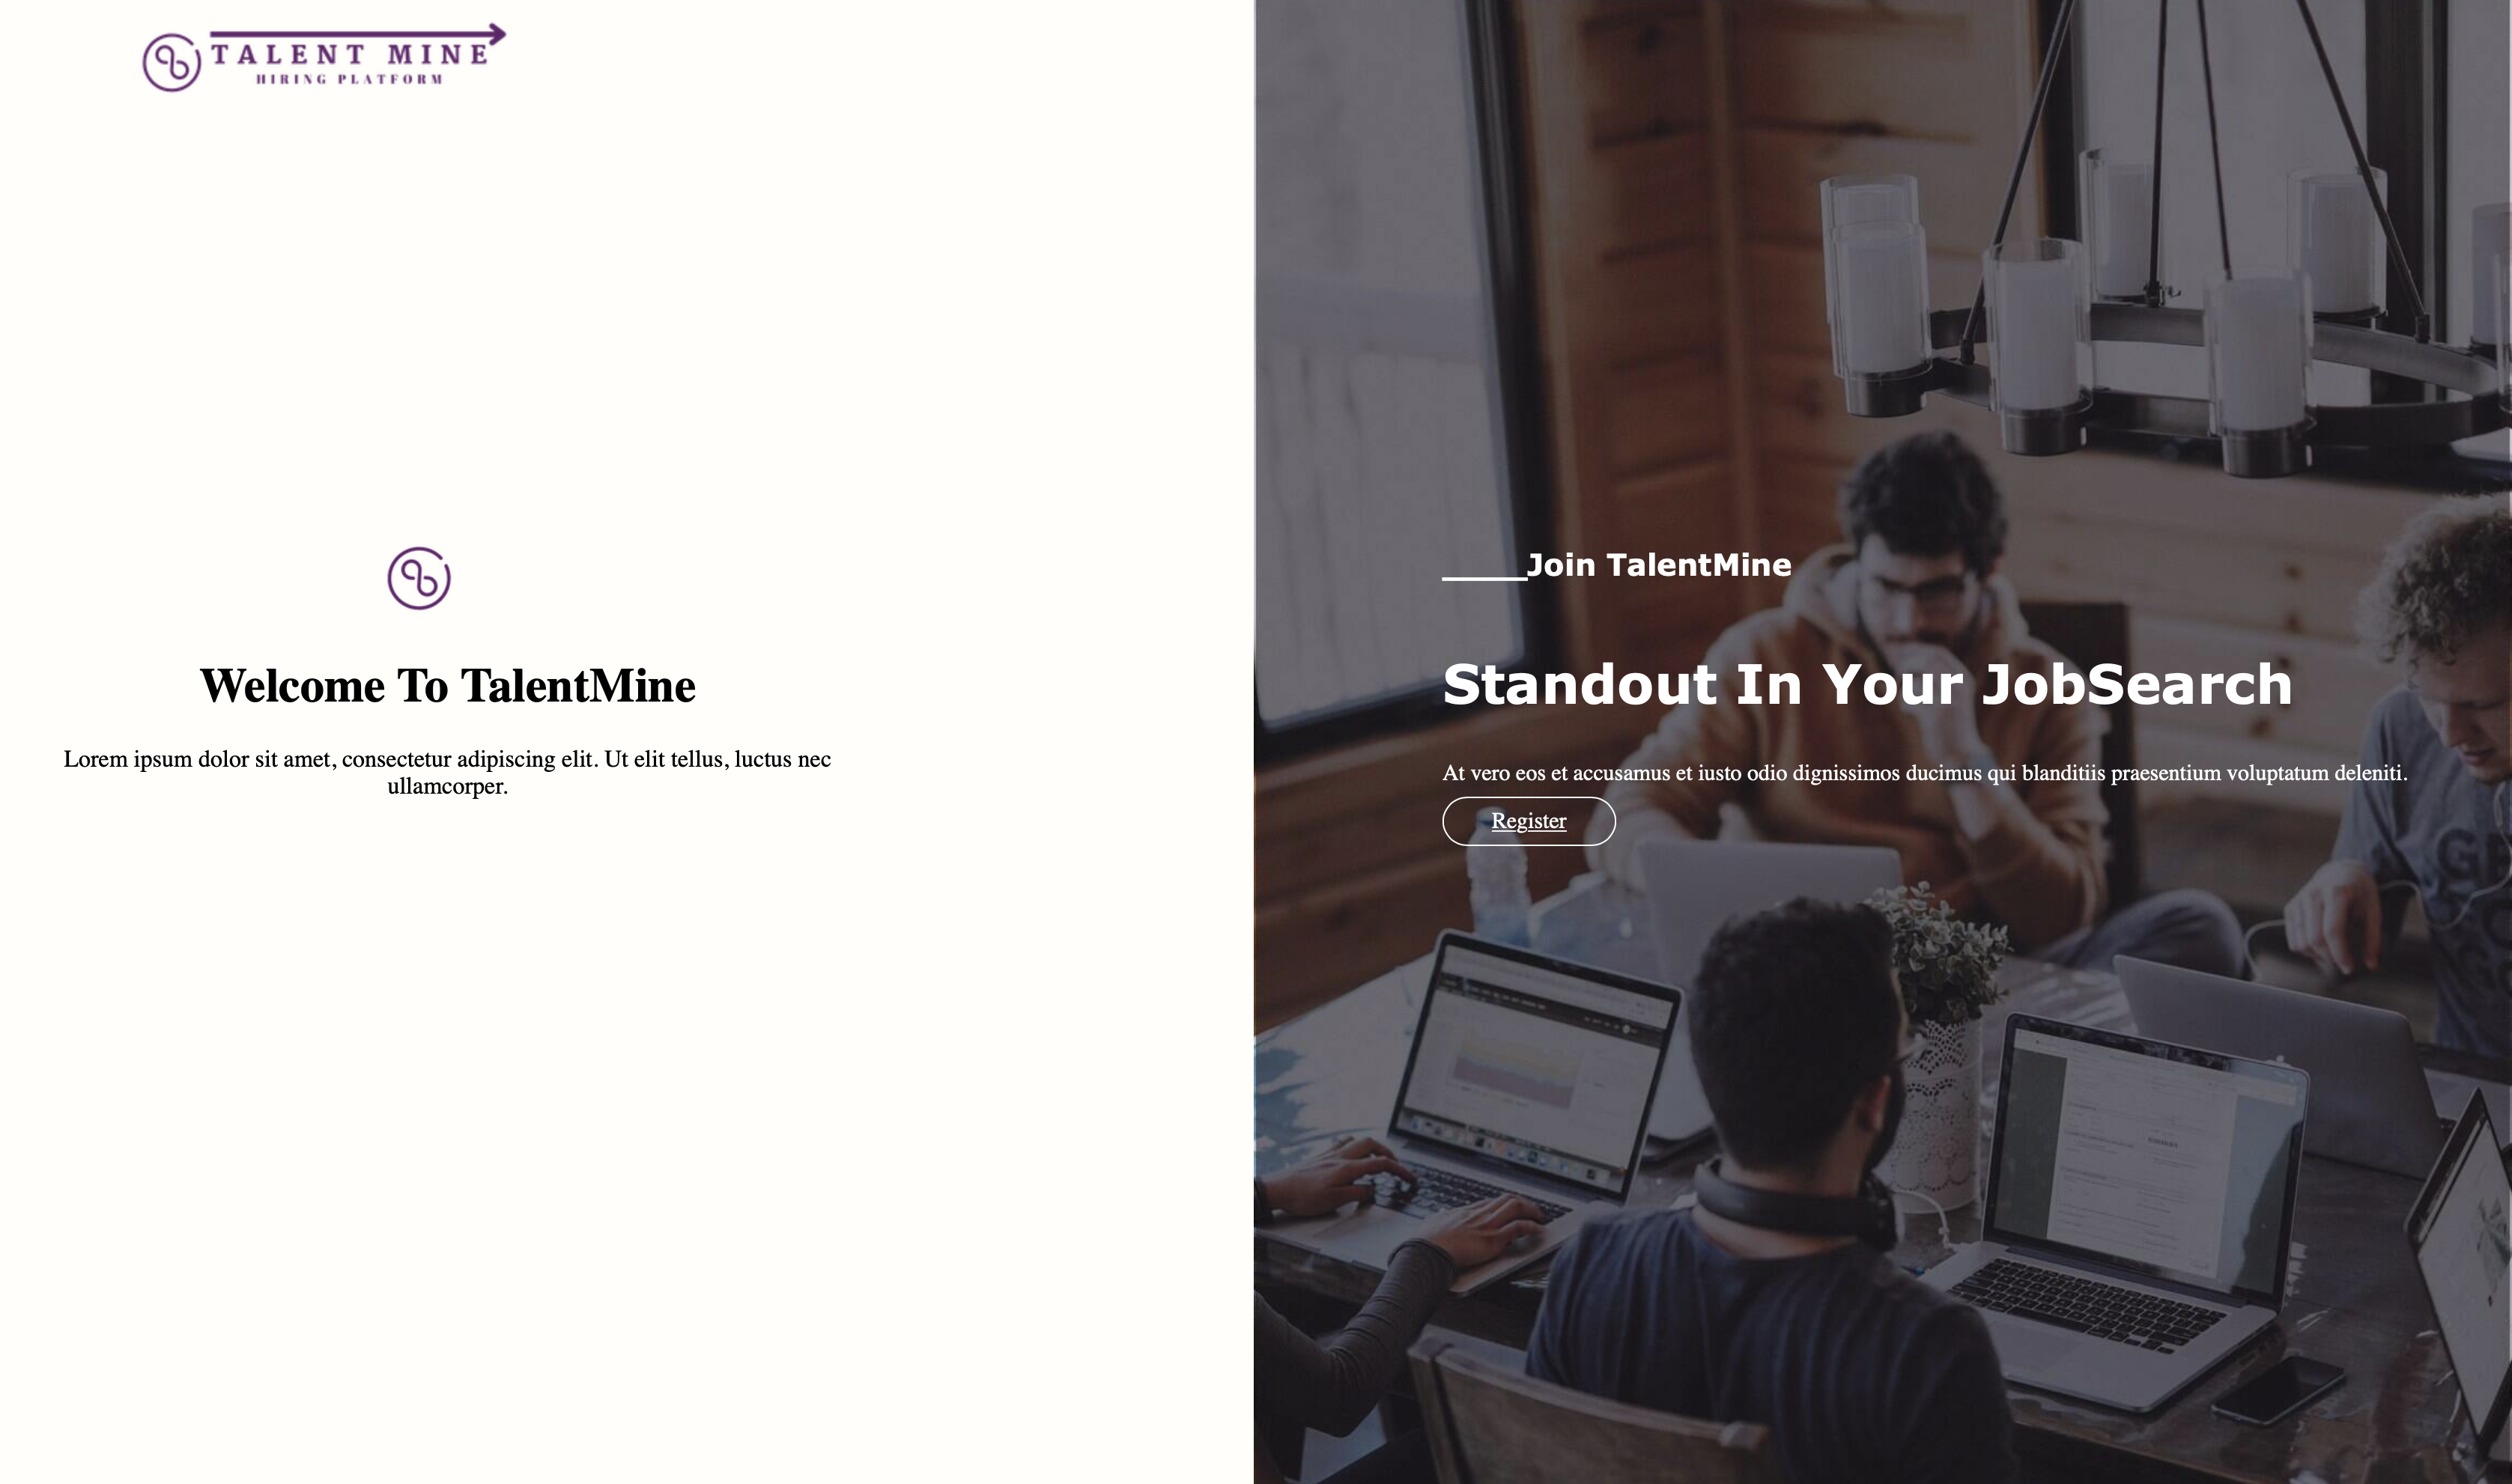 TALENT MINE
HIRING PLATFORM
Welcome To TalentMine
Lorem ipsum dolor sit amet, consectetur adipiscing elit. Ut elit tellus, luctus nec
ullamcorper.
_____Join TalentMine
Standout In Your JobSearch
At vero eos et accusamus et iusto odio dignissimos ducimus qui blanditiis praesentium voluptatum deleniti.
Register